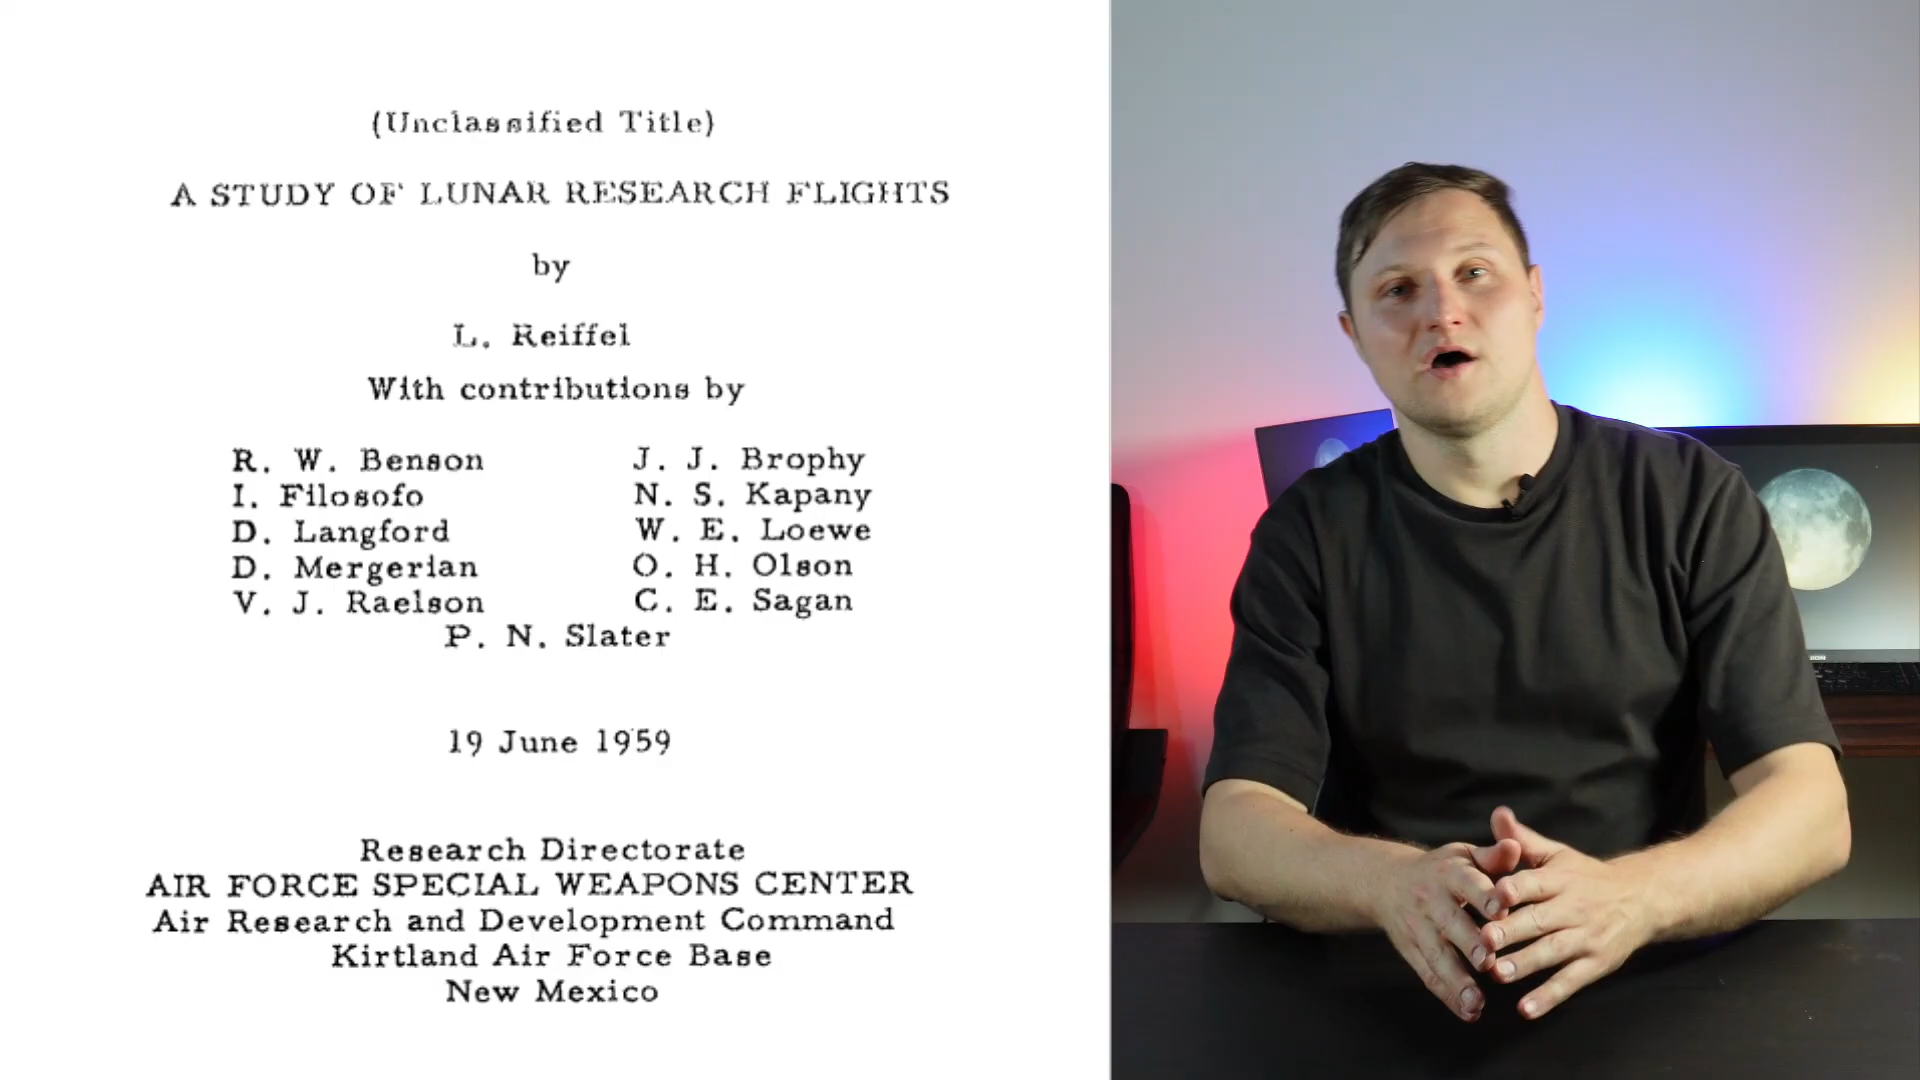 (Unclassified Title)
A STUDY OF LUNAR RESEARCH FLIGHTS
by
L. Reiffel
With contributions by
R. W. Benson J. J. Brophy
I. Filosofo N. S. Kapany
D. Langford W. E. Loewe
D. Mergerian O. H. Olson
V. J. Raelson C. E. Sagan
P. N. Slater
19 June 1959
Research Directorate
AIR FORCE SPECIAL WEAPONS CENTER
Air Research and Development Command
Kirtland Air Force Base
New Mexico